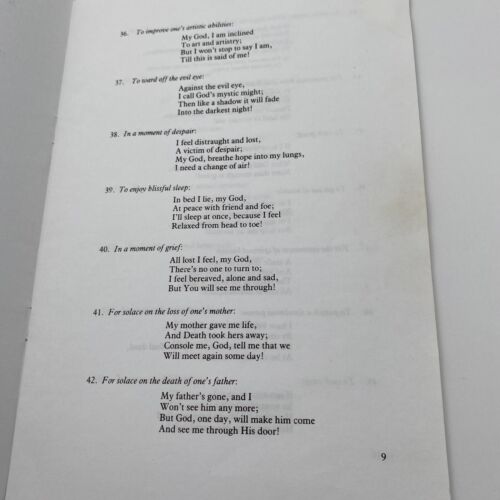 36. To improve one's artistic abilities:
My God, I am inclined
To art and artistry;
But I won't stop to say I am,
Till this is said of me!
37. To ward off the evil eye:
Against the evil eye,
I call God's mystic might;
Then like a shadow it will fade
Into the darkest night!
38. In a moment of despair:
I feel distraught and lost,
A victim of despair;
My God, breathe hope into my lungs,
I need a change of air!
39. To enjoy blissful sleep:
In bed I lie, my God,
At peace with friend and foe;
I'll sleep at once, because I feel
Relaxed from head to toe!
40. In a moment of grief:
All lost I feel, my God,
There's no one to turn to;
I feel bereaved, alone and sad,
But You will see me through!
41. For solace on the loss of one's mother:
My mother gave me life,
And Death took hers away;
Console me, God, tell me that we
Will meet again some day!
42. For solace on the death of one's father:
My father's gone, and I
Won't see him any more;
But God, one day, will make him come
And see me through His door!
9